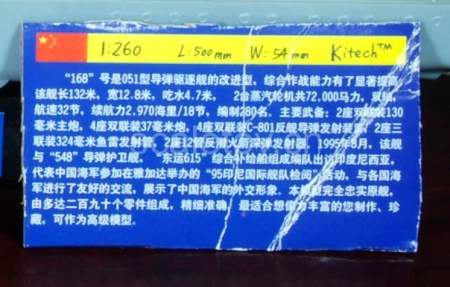 1:260 L:500mm W:54mm Kitech™
"168"号是051型导弹驱逐舰的改进型，综合作战能力有了显著提高
该舰长132米，宽12.8米，吃水4.7米， 2台蒸汽轮机共72,000马力，双轴，
航速32节，续航力2.970海里/18节，编制280名。主要武备：2座双联装130
毫米主炮，4座双联装37毫米炮，4座双联装C-801反舰导弹发射装置，2座三
联装324毫米鱼雷发射管 2座12管反潜火箭深弹发射器。1995年8月，该舰
与"548"导弹护卫舰， "东运615"综合补给船组成编队出访印度尼西亚，
代表中国海军参加在雅加达举办的"95印尼国际舰队检阅"活动，与各国海
军进行了友好的交流，展示了中国海军的外交形象。本模型完全忠实原舰，
由多达二百九十个零件组成，精细准确，最适合想像力丰富的您制作、珍
藏，可作为高级模型。